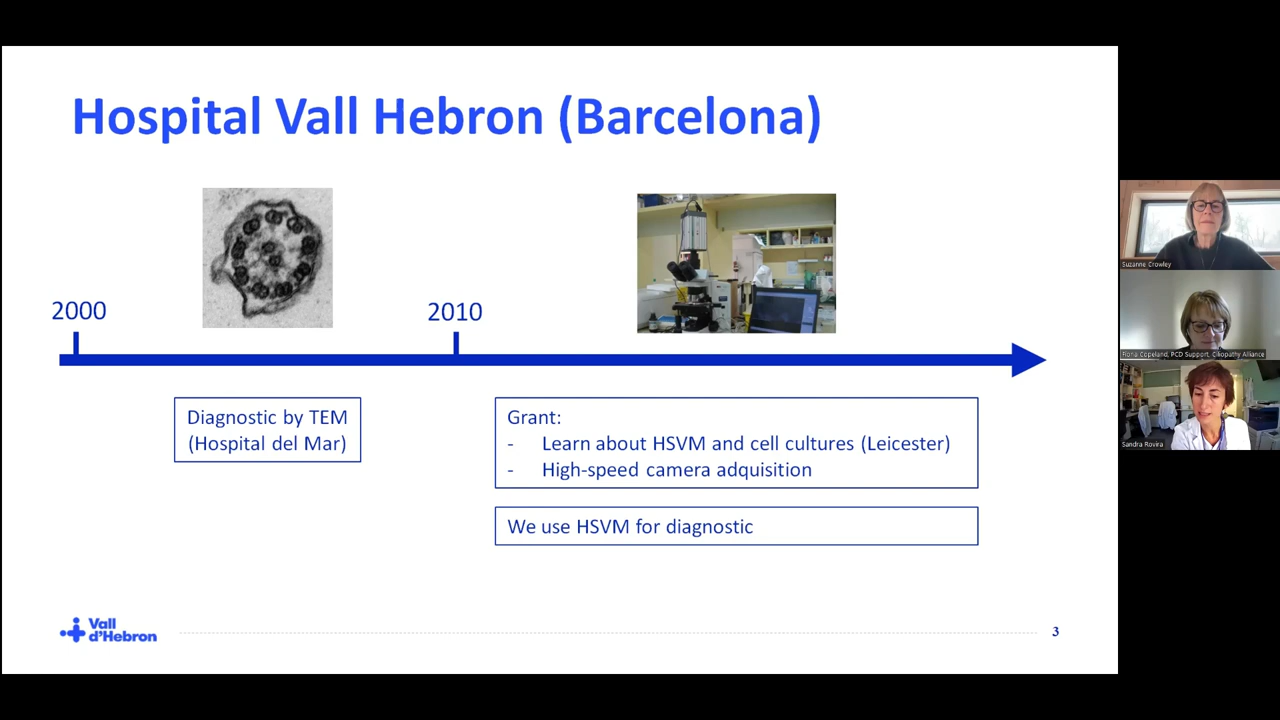 Hospital Vall Hebron (Barcelona)
2000
2010
Diagnostic by TEM
(Hospital del Mar)
Grant:
- Learn about HSVM and cell cultures (Leicester)
- High-speed camera adquisition
We use HSVM for diagnostic
Vall
d'Hebron
3
Suzanne Crowley
Fiona Copeland, PCD Support, Ciliopathy Alliance
Sandra Rovira